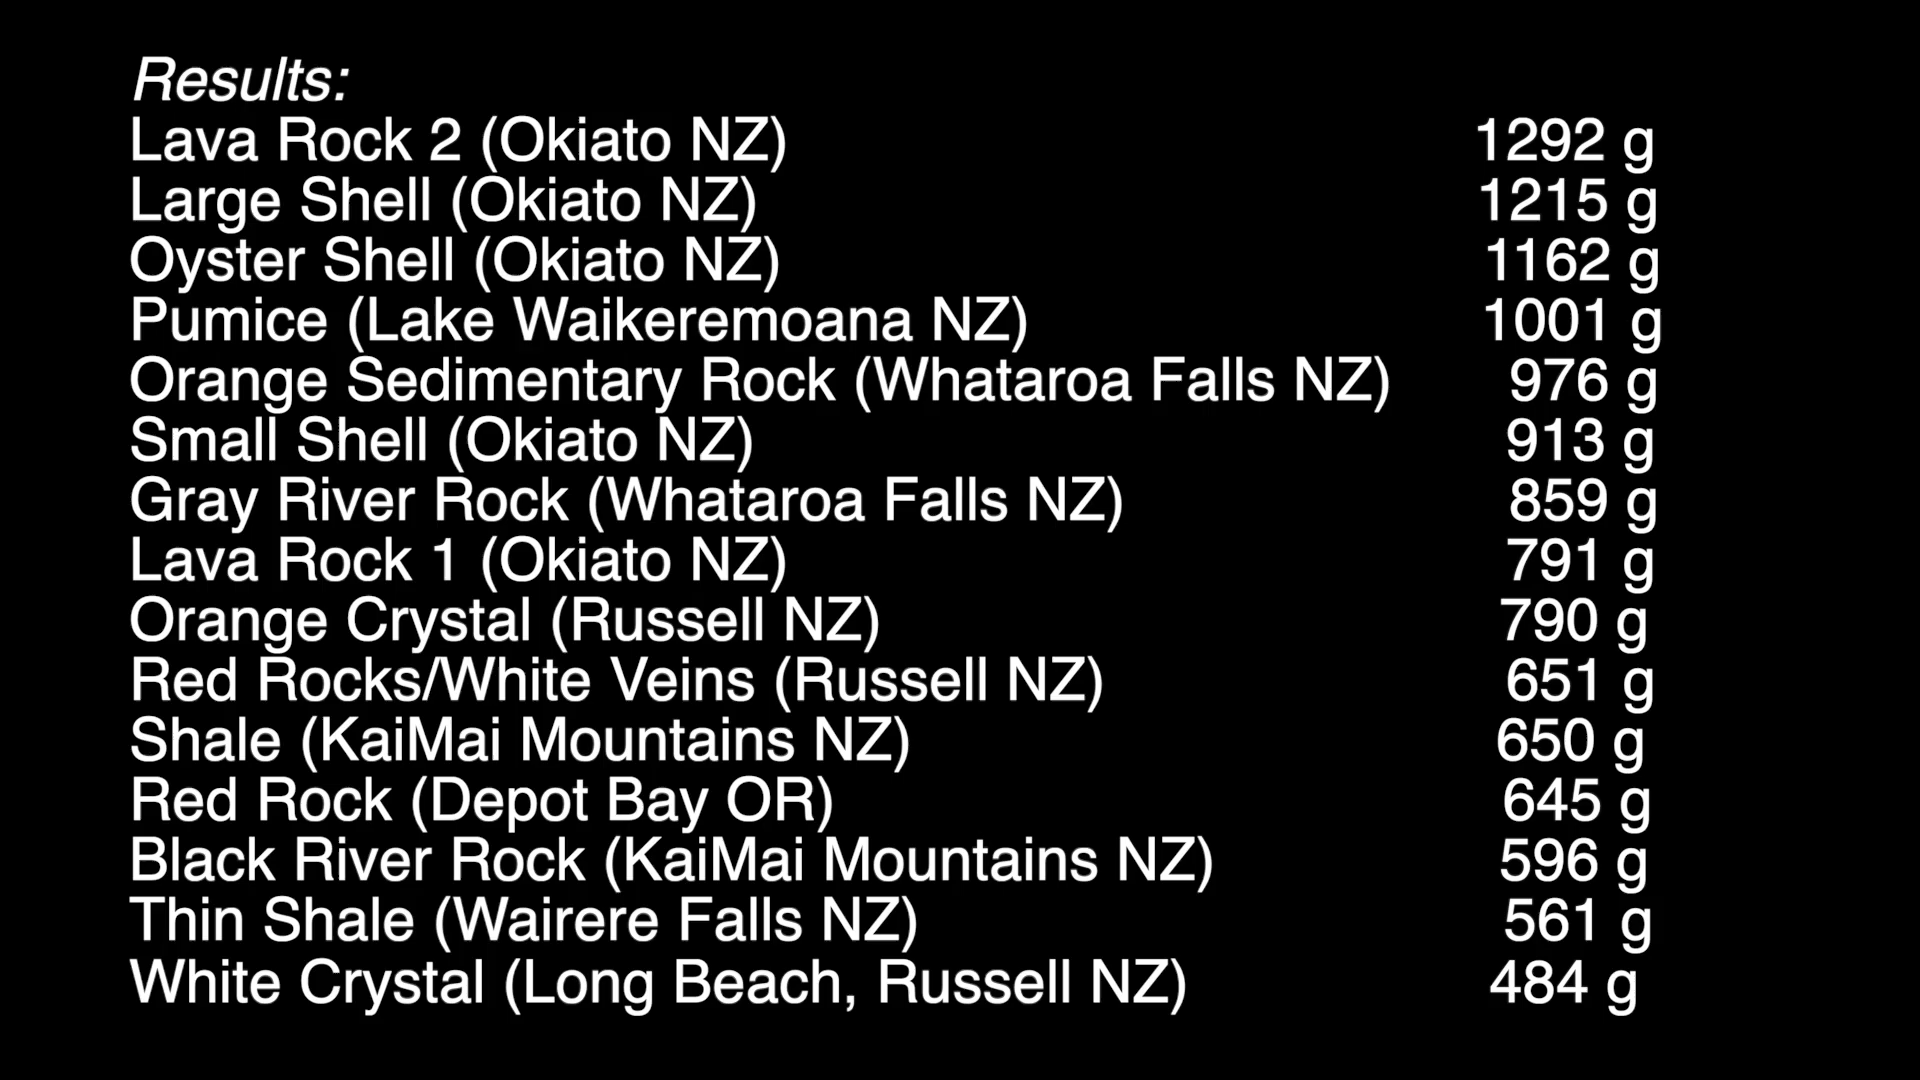 Results:
Lava Rock 2 (Okiato NZ) 1292 g
Large Shell (Okiato NZ) 1215 g
Oyster Shell (Okiato NZ) 1162 g
Pumice (Lake Waikeremoana NZ) 1001 g
Orange Sedimentary Rock (Whataroa Falls NZ) 976 g
Small Shell (Okiato NZ) 913 g
Gray River Rock (Whataroa Falls NZ) 859 g
Lava Rock 1 (Okiato NZ) 791 g
Orange Crystal (Russell NZ) 790 g
Red Rocks/White Veins (Russell NZ) 651 g
Shale (KaiMai Mountains NZ) 650 g
Red Rock (Depot Bay OR) 645 g
Black River Rock (KaiMai Mountains NZ) 596 g
Thin Shale (Wairere Falls NZ) 561 g
White Crystal (Long Beach, Russell NZ) 484 g